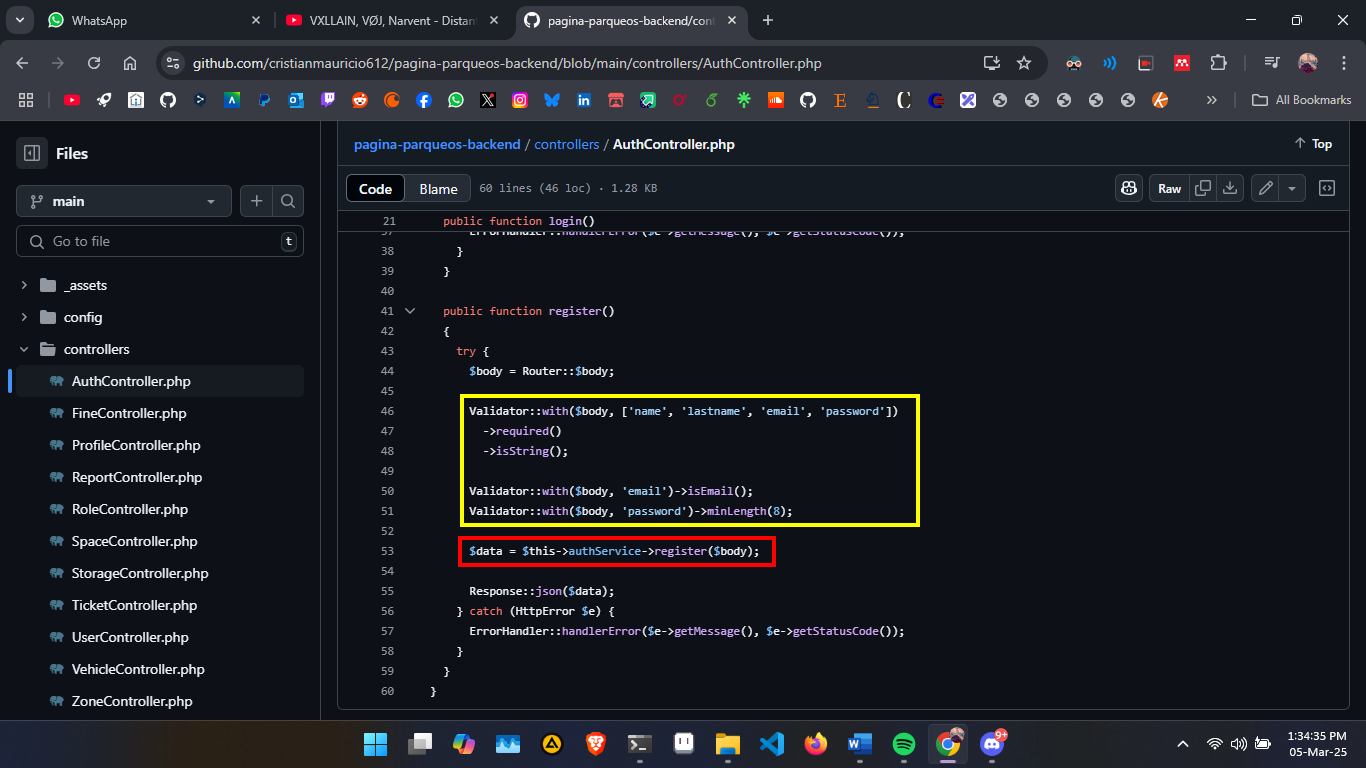 WhatsApp
VXLLAIN, VØJ, Narvent - Distant
pagina-parqueos-backend/cont
github.com/cristianmauricio612/pagina-parqueos-backend/blob/main/controllers/AuthController.php
All Bookmarks
Files
main
Go to file
t
_assets
config
controllers
AuthController.php
FineController.php
ProfileController.php
ReportController.php
RoleController.php
SpaceController.php
StorageController.php
TicketController.php
UserController.php
VehicleController.php
ZoneController.php
pagina-parqueos-backend / controllers / AuthController.php
Top
Code Blame 60 lines (46 loc) · 1.28 KB
Raw
21 public function login()
37 ErrorHandler::handlerError($e->getMessage(), $e->getStatusCode());
38 }
39 }
40
41 public function register()
42 {
43 try {
44 $body = Router::$body;
45
46 Validator::with($body, ['name', 'lastname', 'email', 'password'])
47 ->required()
48 ->isString();
49
50 Validator::with($body, 'email')->isEmail();
51 Validator::with($body, 'password')->minLength(8);
52
53 $data = $this->authService->register($body);
54
55 Response::json($data);
56 } catch (HttpError $e) {
57 ErrorHandler::handlerError($e->getMessage(), $e->getStatusCode());
58 }
59 }
60 }
9+
1:34:35 PM
05-Mar-25